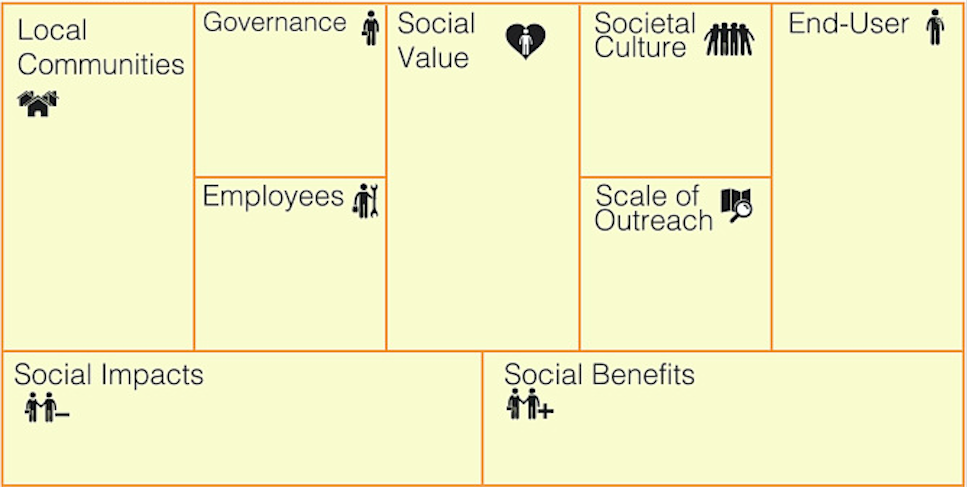 Local
Communities
Governance
Employees
Social
Value
Societal
Culture
Scale of
Outreach
End-User
Social Impacts
Social Benefits